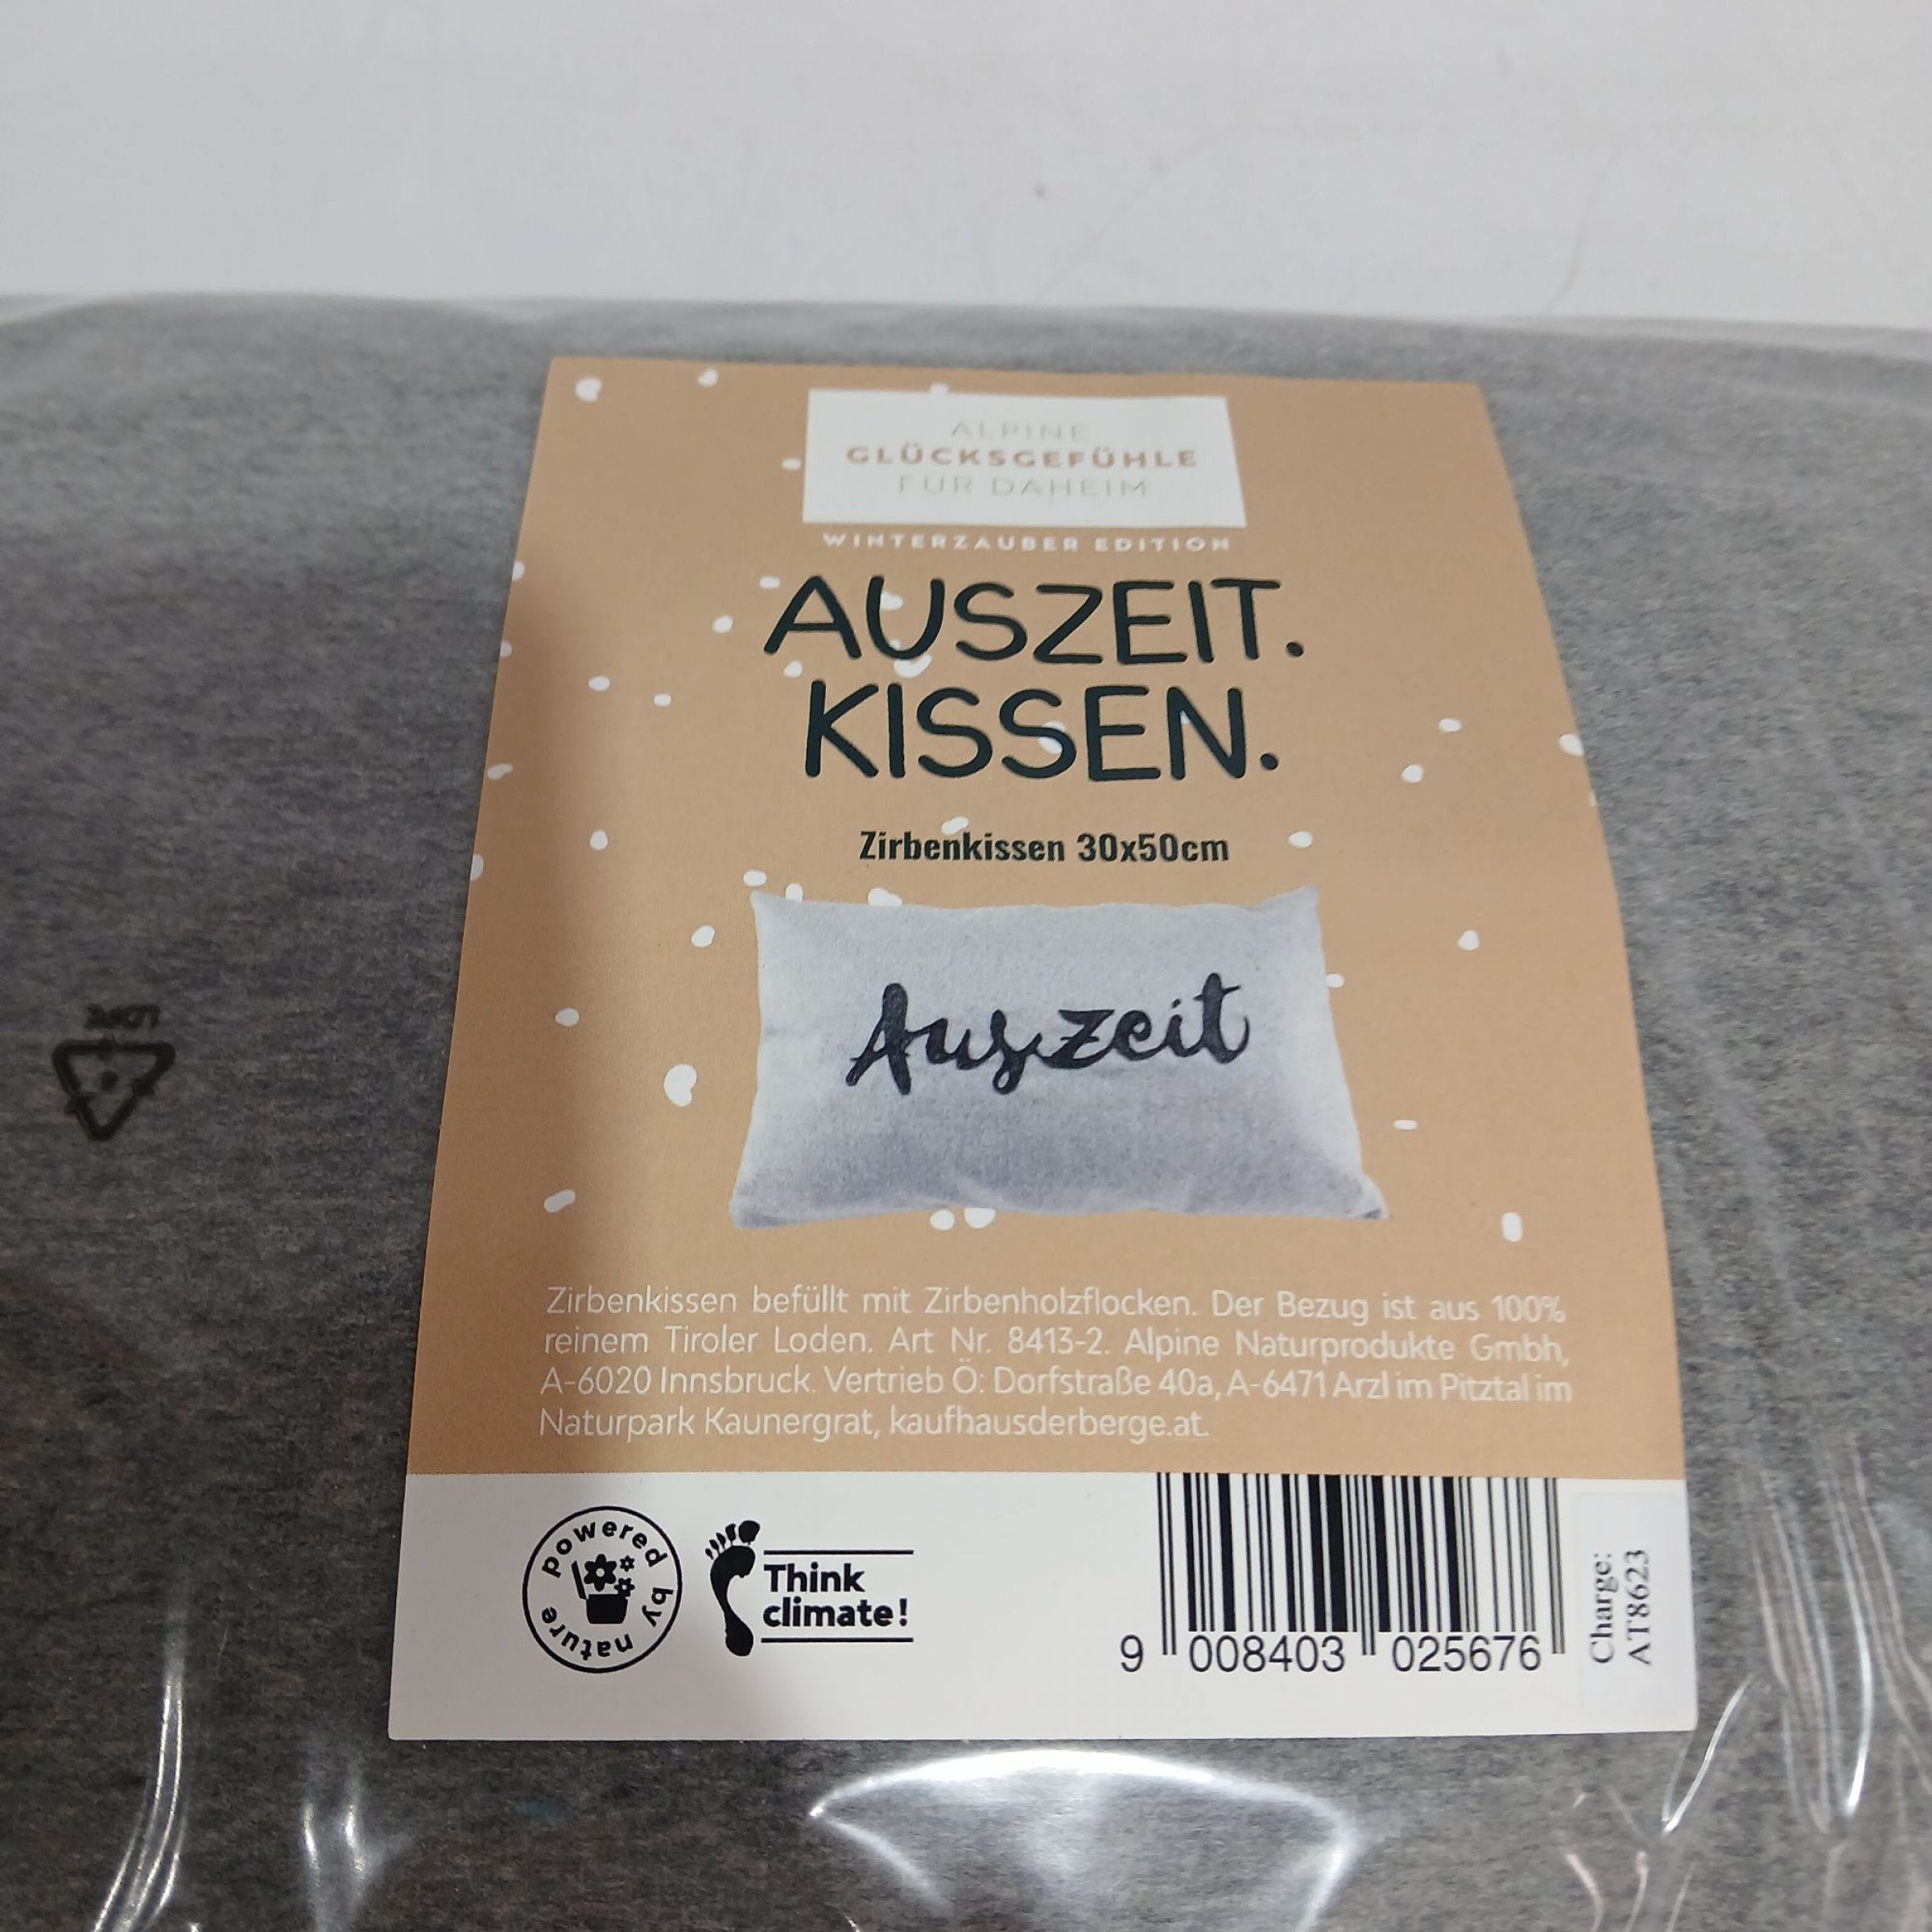 ALPINE
GLÜCKSGEFÜHLE
FÜR DAHEIM
WINTERZAUBER EDITION
AUSZEIT.
KISSEN.
Zirbenkissen 30x50cm
Auszeit
Zirbenkissen befüllt mit Zirbenholzflocken. Der Bezug ist aus 100%
reinem Tiroler Loden. Art Nr. 8413-2. Alpine Naturprodukte Gmbh,
A-6020 Innsbruck. Vertrieb Ö: Dorfstraße 40a, A-6471 Arzl im Pitztal im
Naturpark Kaunergrat, kaufhausderberge.at.
powered by nature
Think
climate!
9 008403 025676
Charge:
AT8623